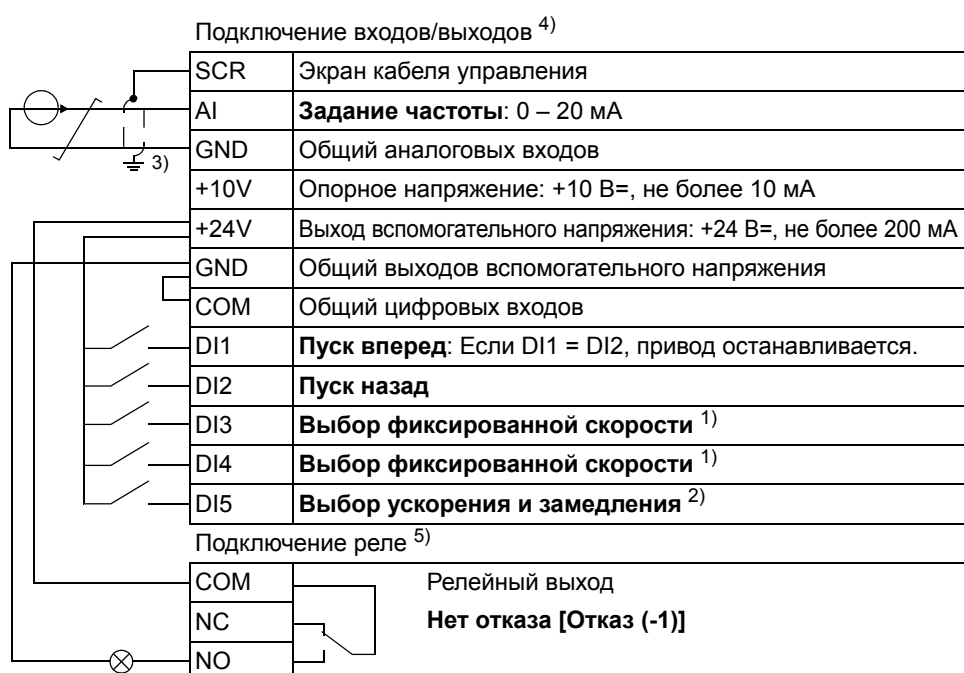 Подключение входов/выходов 4)
SCR Экран кабеля управления
AI Задание частоты: 0 – 20 мА
GND Общий аналоговых входов
3)
+10V Опорное напряжение: +10 В=, не более 10 мА
+24V Выход вспомогательного напряжения: +24 В=, не более 200 мА
GND Общий выходов вспомогательного напряжения
COM Общий цифровых входов
DI1 Пуск вперед: Если DI1 = DI2, привод останавливается.
DI2 Пуск назад
DI3 Выбор фиксированной скорости 1)
DI4 Выбор фиксированной скорости 1)
DI5 Выбор ускорения и замедления 2)
Подключение реле 5)
COM Релейный выход
NC Нет отказа [Отказ (-1)]
NO